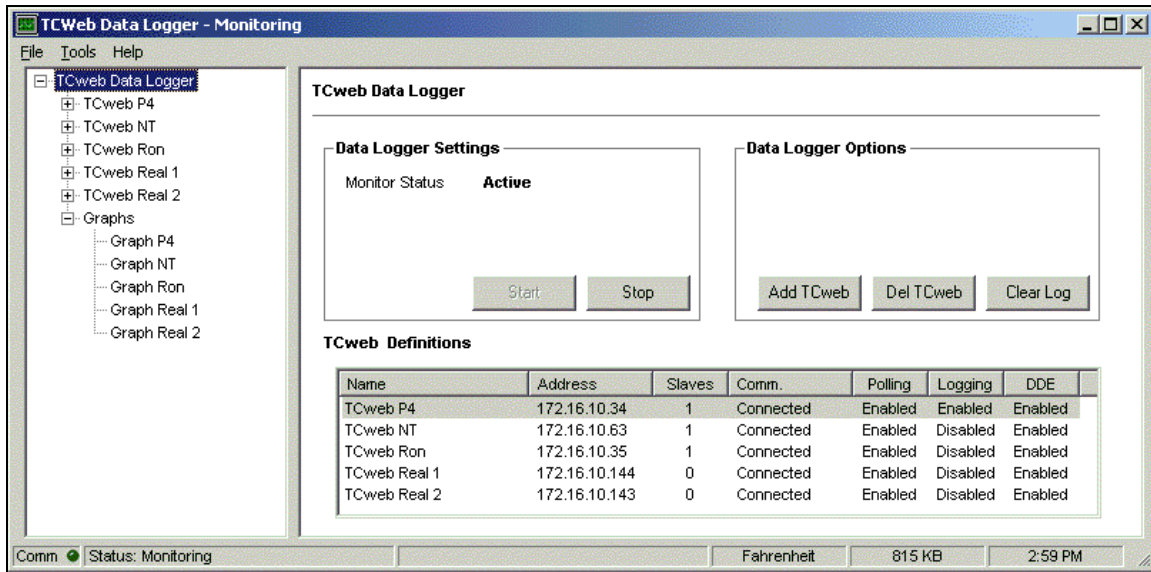 TCWeb Data Logger - Monitoring
File Tools Help
TCweb Data Logger
TCweb P4
TCweb NT
TCweb Ron
TCweb Real 1
TCweb Real 2
Graphs
Graph P4
Graph NT
Graph Ron
Graph Real 1
Graph Real 2
TCweb Data Logger
Data Logger Settings
Monitor Status Active
Start Stop
Data Logger Options
Add TCweb Del TCweb Clear Log
TCweb Definitions
Name Address Slaves Comm. Polling Logging DDE
TCweb P4 172.16.10.34 1 Connected Enabled Enabled Enabled
TCweb NT 172.16.10.63 1 Connected Enabled Disabled Enabled
TCweb Ron 172.16.10.35 1 Connected Enabled Disabled Enabled
TCweb Real 1 172.16.10.144 0 Connected Enabled Disabled Enabled
TCweb Real 2 172.16.10.143 0 Connected Enabled Disabled Enabled
Comm Status: Monitoring Fahrenheit 815 KB 2:59 PM